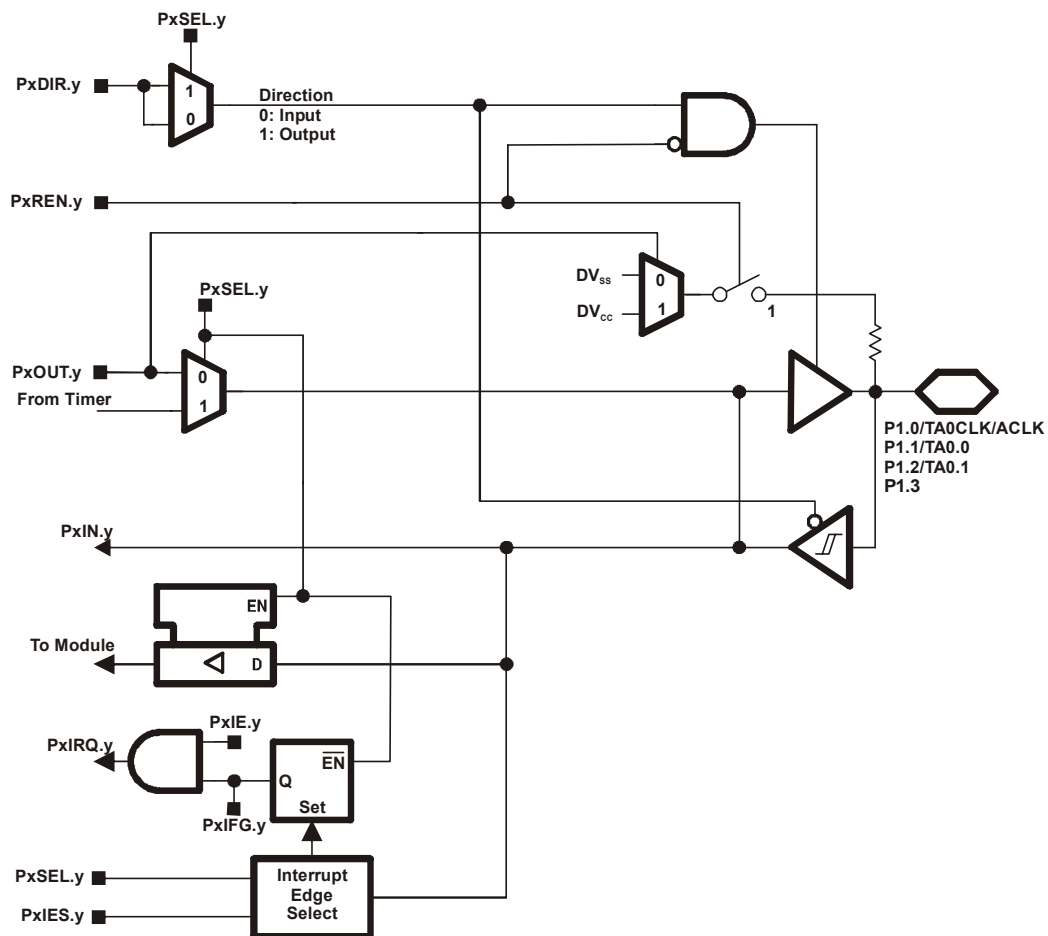 PxSEL.y
PxDIR.y
1
0
Direction
0: Input
1: Output
PxREN.y
DVSS
DVCC
0
1
1
PxSEL.y
PxOUT.y
From Timer
0
1
P1.0/TA0CLK/ACLK
P1.1/TA0.0
P1.2/TA0.1
P1.3
PxIN.y
EN
To Module
D
PxIE.y
PxIRQ.y
EN
Q
Set
PxIFG.y
PxSEL.y
PxIES.y
Interrupt
Edge
Select